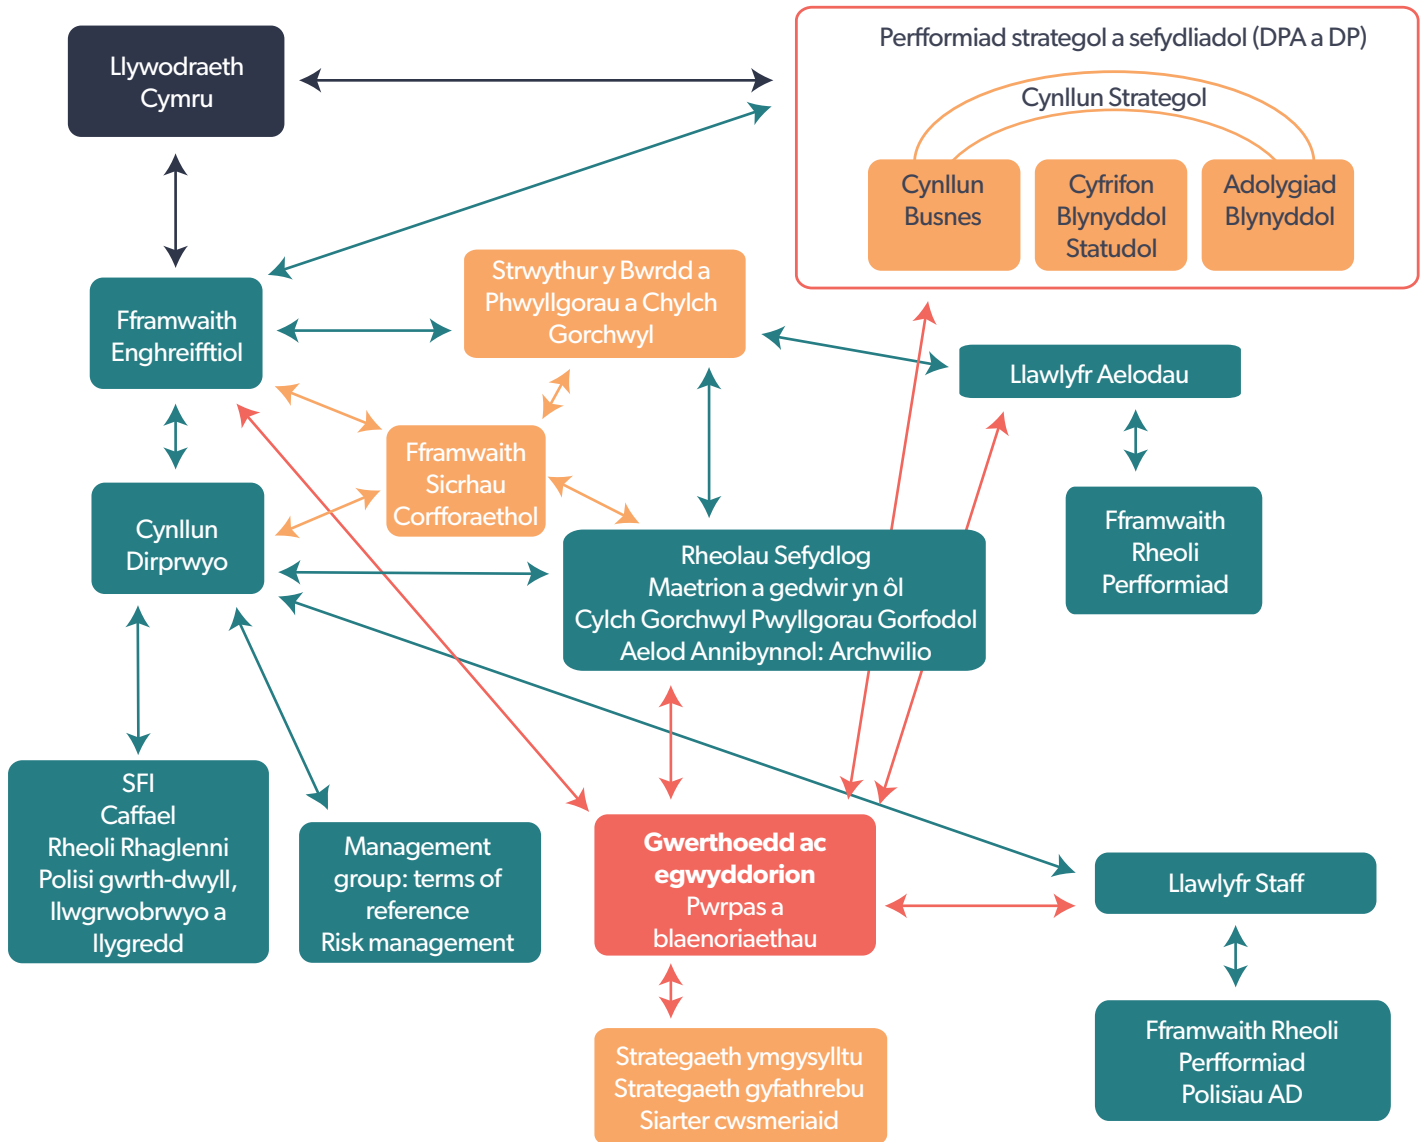 Llywodraeth
Cymru
Perfformiad strategol a sefydliadol (DPA a DP)
Cynllun Strategol
Cynllun
Busnes
Cyfrifon
Blynyddol
Statudol
Adolygiad
Blynyddol
Fframwaith
Enghreifftiol
Strwythur y Bwrdd a
Phwyllgorau a Chylch
Gorchwyl
Llawlyfr Aelodau
Fframwaith
Sicrhau
Corfforaethol
Cynllun
Dirprwyo
Fframwaith
Rheoli
Perfformiad
Rheolau Sefydlog
Maetrion a gedwir yn ôl
Cylch Gorchwyl Pwyllgorau Gorfodol
Aelod Annibynnol: Archwilio
SFI
Caffael
Rheoli Rhaglenni
Polisi gwrth-dwyll,
llwgrwobrwyo a
llygredd
Management
group: terms of
reference
Risk management
Gwerthoedd ac
egwyddorion
Pwrpas a
blaenoriaethau
Llawlyfr Staff
Strategaeth ymgysylltu
Strategaeth gyfathrebu
Siarter cwsmeriaid
Fframwaith Rheoli
Perfformiad
Polisïau AD